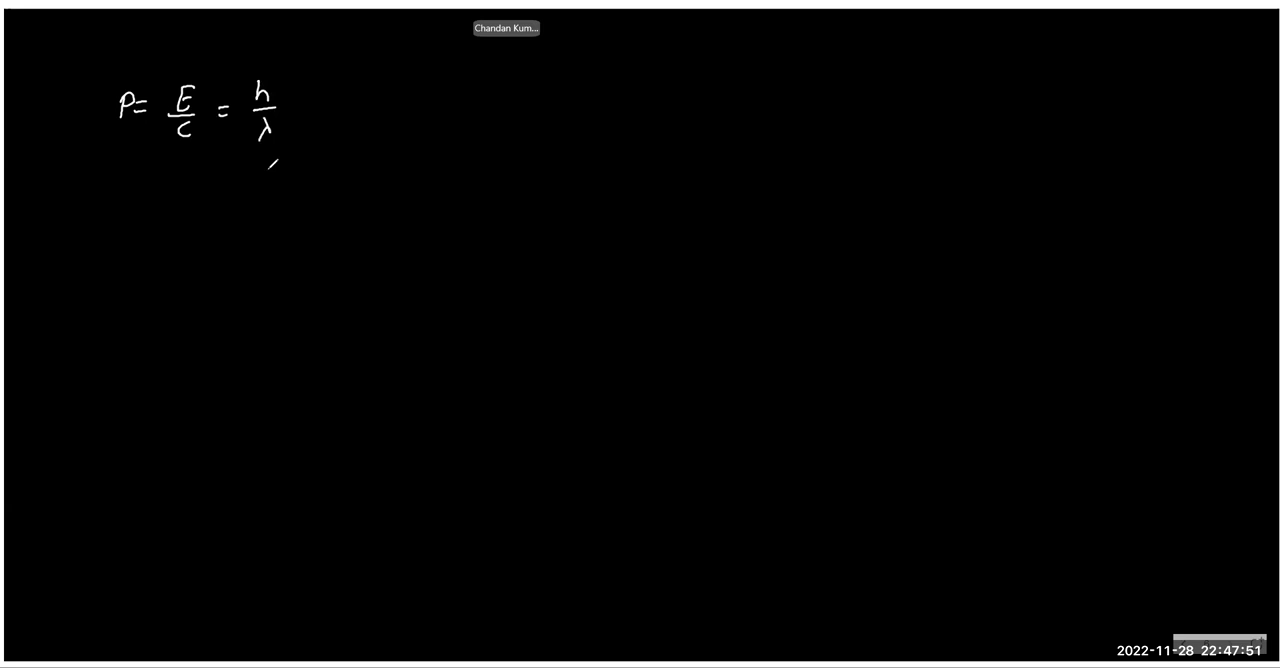 Chandan Kum...
P = E/c = h/λ
2022-11-28 22:47:51